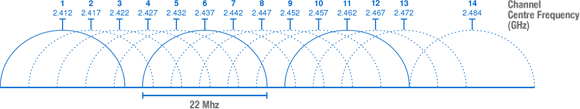 1 2 3 4 5 6 7 8 9 10 11 12 13 14 Channel
2.412 2.417 2.422 2.427 2.432 2.437 2.442 2.447 2.452 2.457 2.462 2.467 2.472 2.484 Centre Frequency
(GHz)
22 Mhz